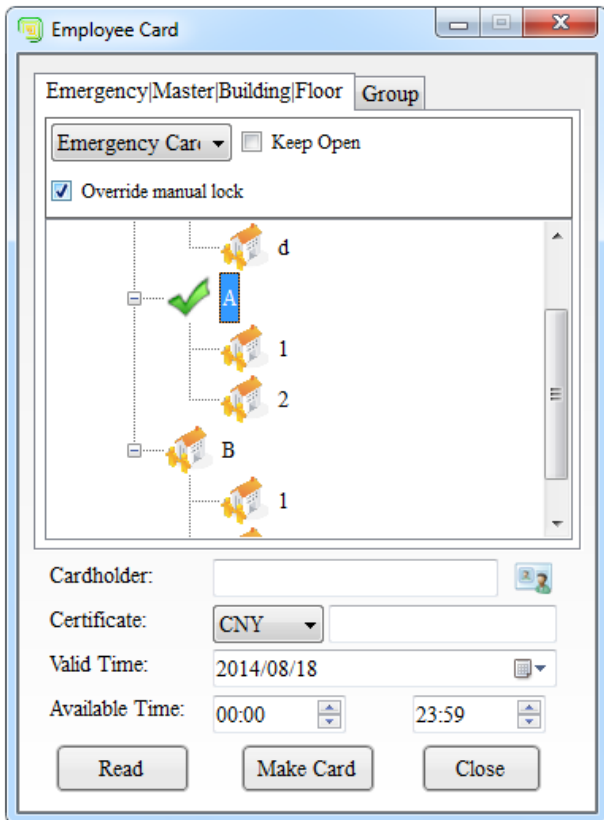 Employee Card
Emergency|Master|Building|Floor Group
Emergency Car Keep Open
Override manual lock
d
A
1
2
B
1
Cardholder:
Certificate: CNY
Valid Time: 2014/08/18
Available Time: 00:00 23:59
Read Make Card Close